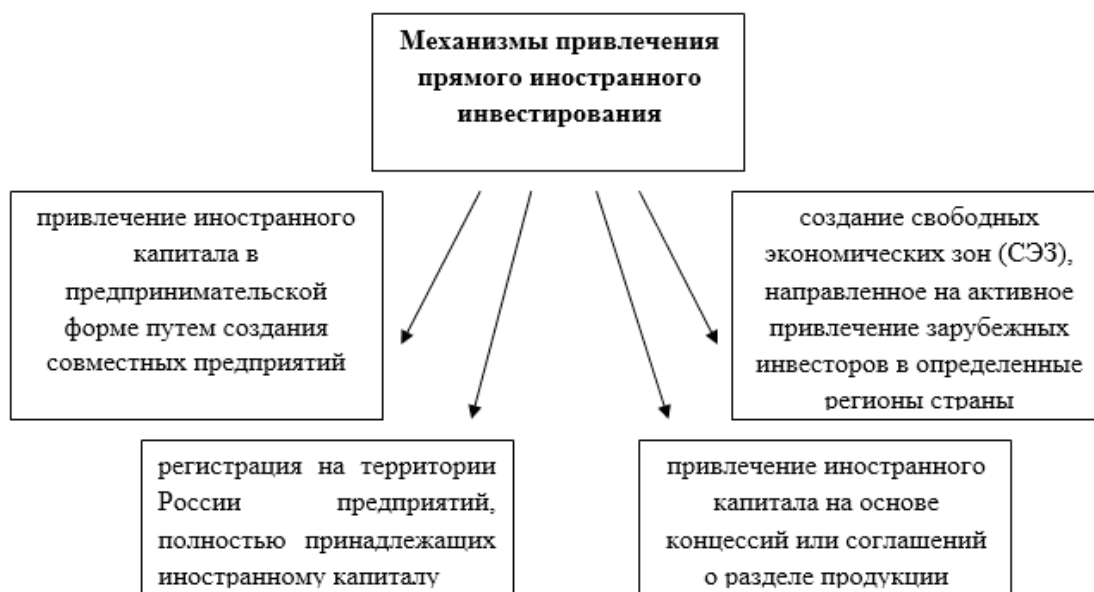 Механизмы привлечения
прямого иностранного
инвестирования
привлечение иностранного
капитала в
предпринимательской
форме путем создания
совместных предприятий
создание свободных
экономических зон (СЭЗ),
направленное на активное
привлечение зарубежных
инвесторов в определенные
регионы страны
регистрация на территории
России предприятий,
полностью принадлежащих
иностранному капиталу
привлечение иностранного
капитала на основе
концессий или соглашений
о разделе продукции